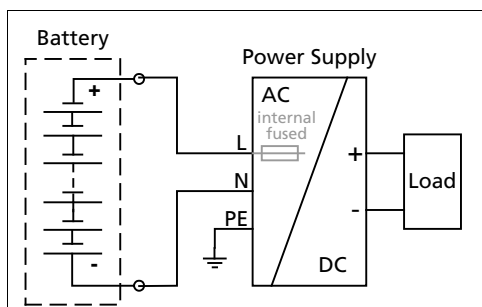 Battery
Power Supply
+
AC
internal
fused
L
N
PE
+
-
Load
-
DC